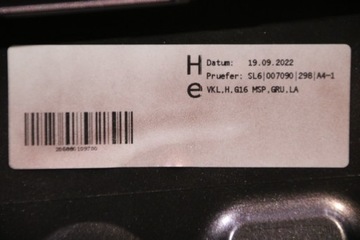 H
e
Datum: 19.09.2022
Pruefer: SL6|007090|298|A4-1
VKL,H,G16 MSP,GRU,LA